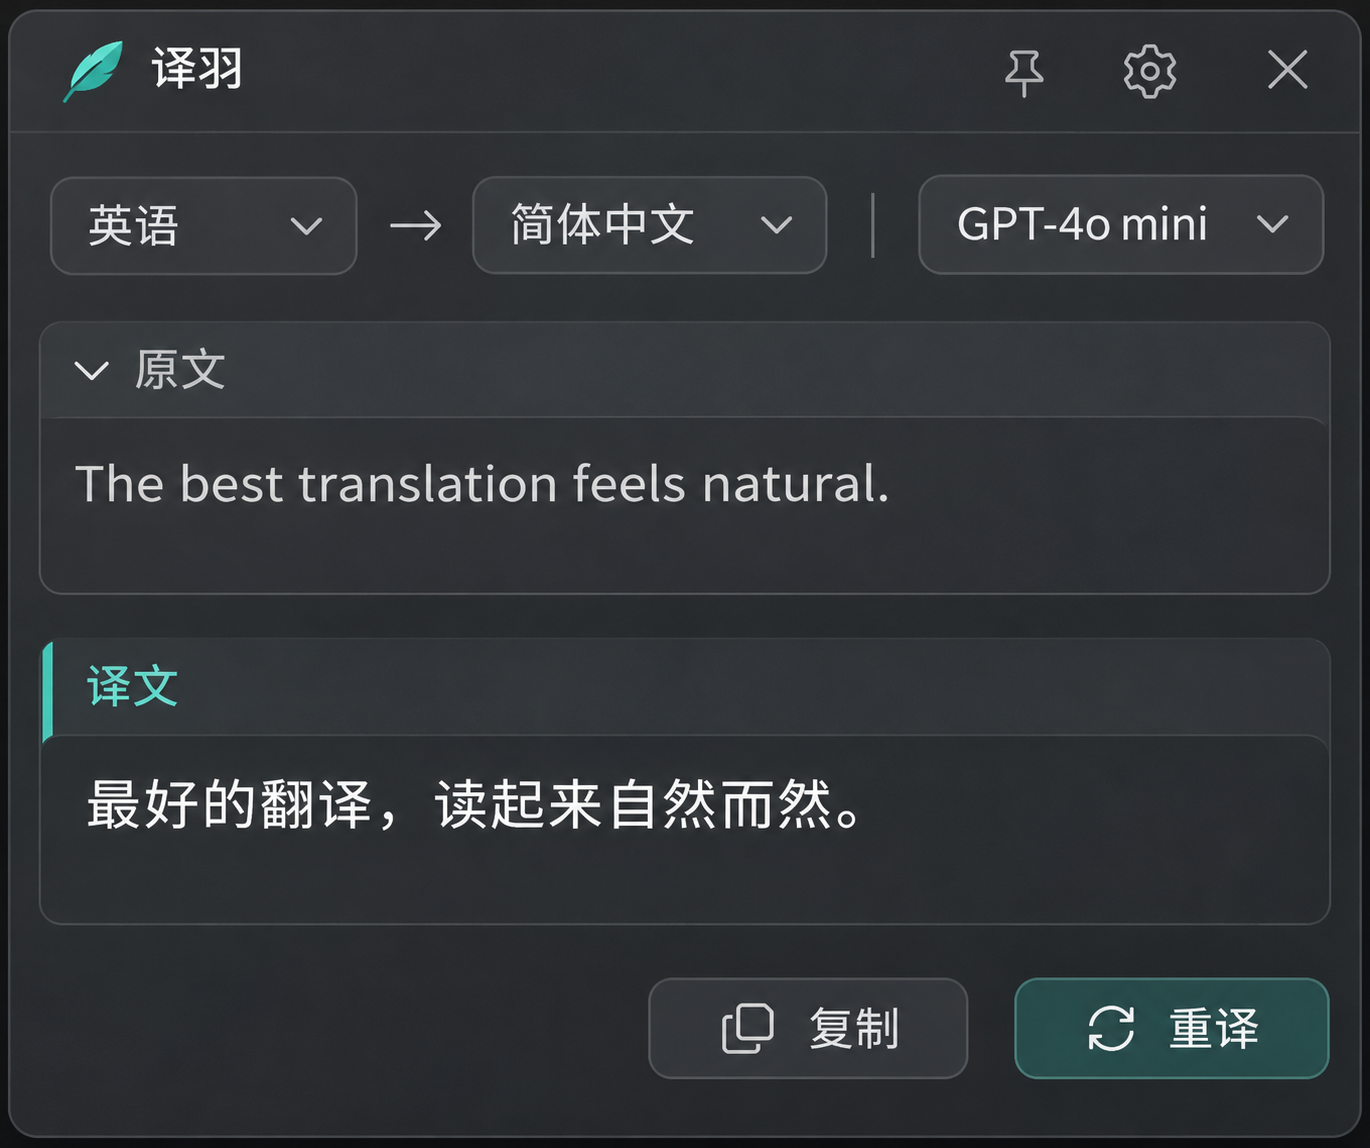 译羽
英语 → 简体中文 | GPT-4o mini
原文
The best translation feels natural.
译文
最好的翻译，读起来自然而然。
复制 重译